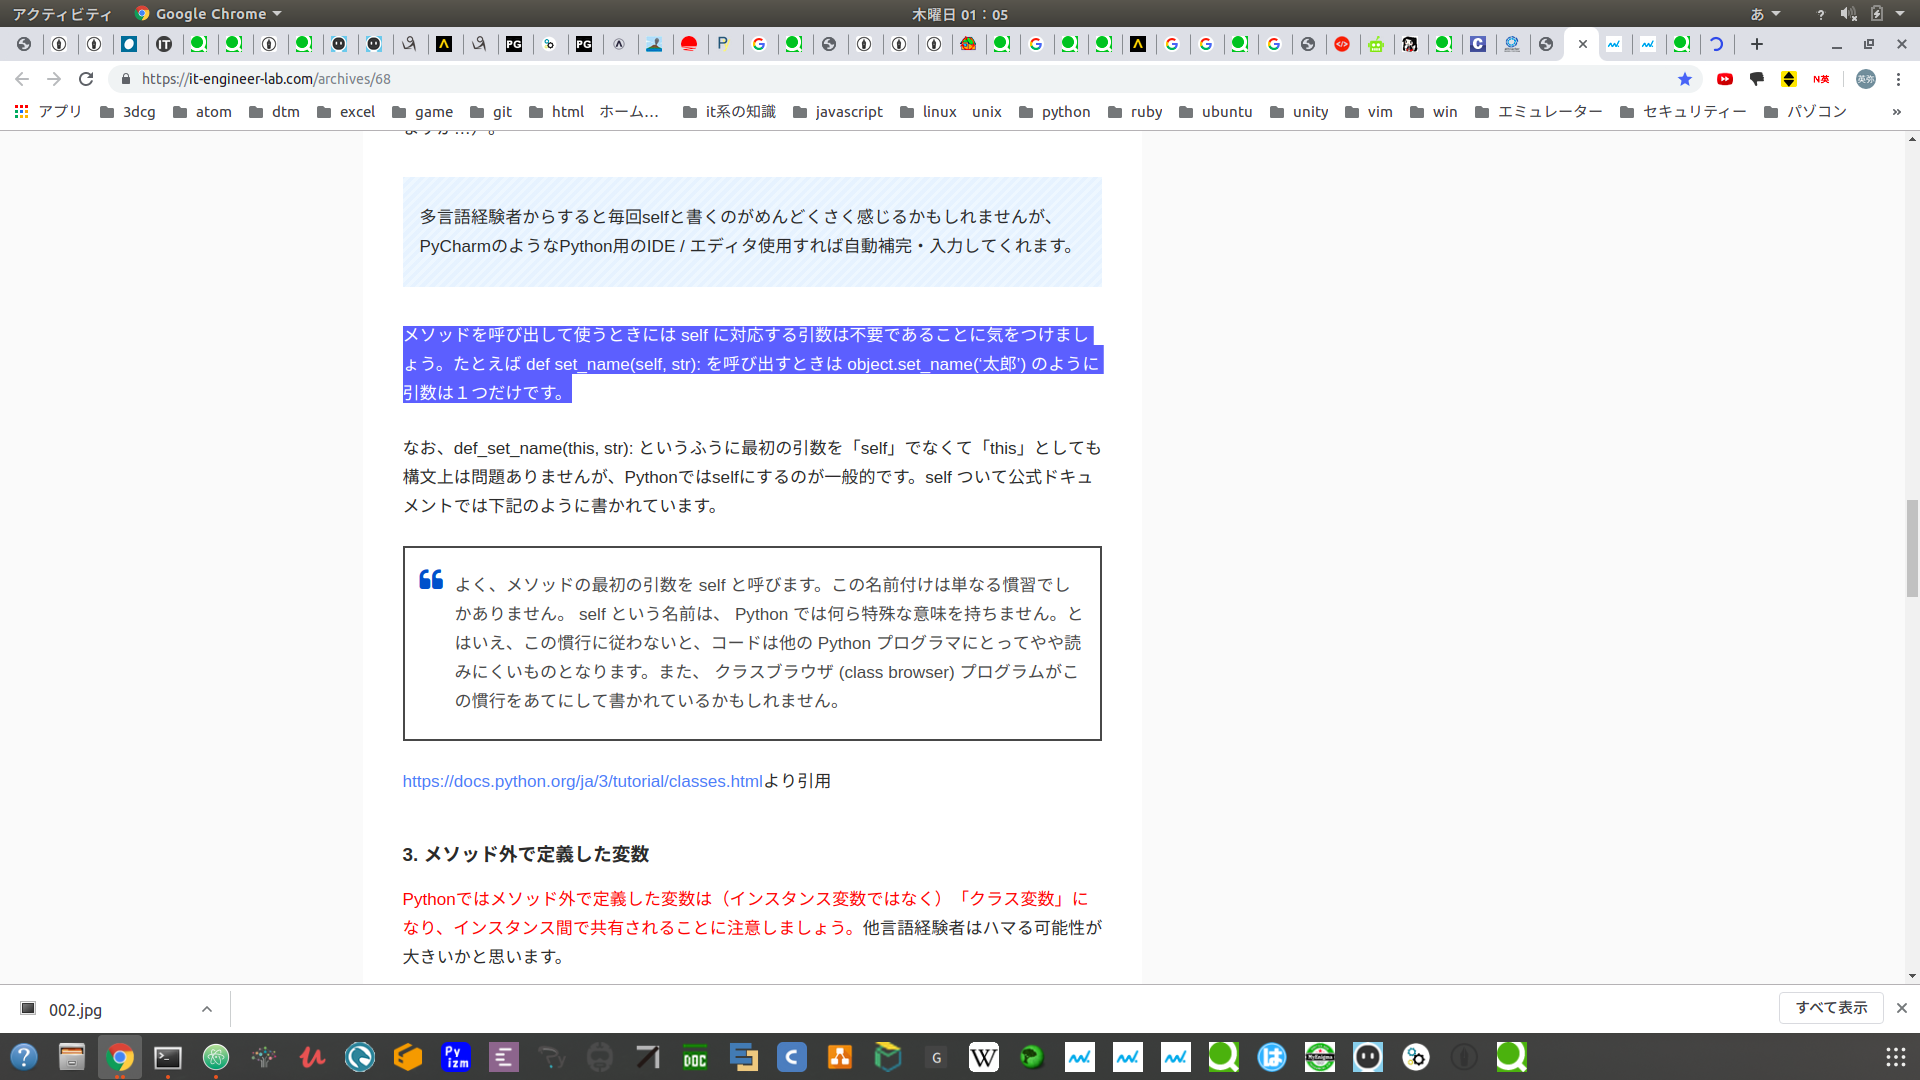 アクティビティ Google Chrome 木曜日 01：05 あ
https://it-engineer-lab.com/archives/68
アプリ 3dcg atom dtm excel game git html ホーム… it系の知識 javascript linux unix python ruby ubuntu unity vim win エミュレーター セキュリティー パソコン »
多言語経験者からすると毎回selfと書くのがめんどくさく感じるかもしれませんが、
PyCharmのようなPython用のIDE / エディタ使用すれば自動補完・入力してくれます。
メソッドを呼び出して使うときには self に対応する引数は不要であることに気をつけまし
ょう。たとえば def set_name(self, str): を呼び出すときは object.set_name('太郎') のように
引数は１つだけです。
なお、def_set_name(this, str): というふうに最初の引数を「self」でなくて「this」としても
構文上は問題ありませんが、Pythonではselfにするのが一般的です。self ついて公式ドキュ
メントでは下記のように書かれています。
よく、メソッドの最初の引数を self と呼びます。この名前付けは単なる慣習でし
かありません。 self という名前は、 Python では何ら特殊な意味を持ちません。と
はいえ、この慣行に従わないと、コードは他の Python プログラマにとってやや読
みにくいものとなります。また、 クラスブラウザ (class browser) プログラムがこ
の慣行をあてにして書かれているかもしれません。
https://docs.python.org/ja/3/tutorial/classes.htmlより引用
3. メソッド外で定義した変数
Pythonではメソッド外で定義した変数は（インスタンス変数ではなく）「クラス変数」に
なり、インスタンス間で共有されることに注意しましょう。他言語経験者はハマる可能性が
大きいかと思います。
002.jpg すべて表示